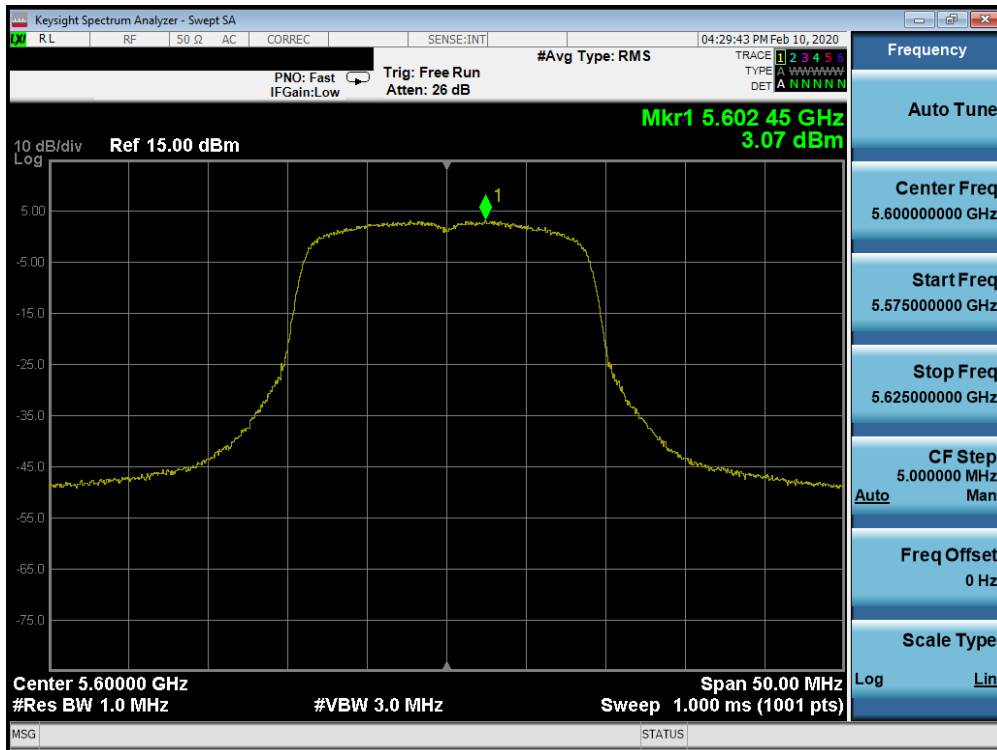 Keysight Spectrum Analyzer - Swept SA
LXI RL RF 50 Ω AC CORREC SENSE:INT 04:29:43 PM Feb 10, 2020
#Avg Type: RMS TRACE 1 2 3 4 5 6
PNO: Fast Trig: Free Run TYPE A WWWWW
IFGain:Low Atten: 26 dB DET A N N N N N
Mkr1 5.602 45 GHz
3.07 dBm
10 dB/div Ref 15.00 dBm
Log
1
5.00
-5.00
-15.0
-25.0
-35.0
-45.0
-55.0
-65.0
-75.0
Center 5.60000 GHz Span 50.00 MHz
#Res BW 1.0 MHz #VBW 3.0 MHz Sweep 1.000 ms (1001 pts)
MSG STATUS
Frequency
Auto Tune
Center Freq
5.600000000 GHz
Start Freq
5.575000000 GHz
Stop Freq
5.625000000 GHz
CF Step
5.000000 MHz
Auto Man
Freq Offset
0 Hz
Scale Type
Log Lin